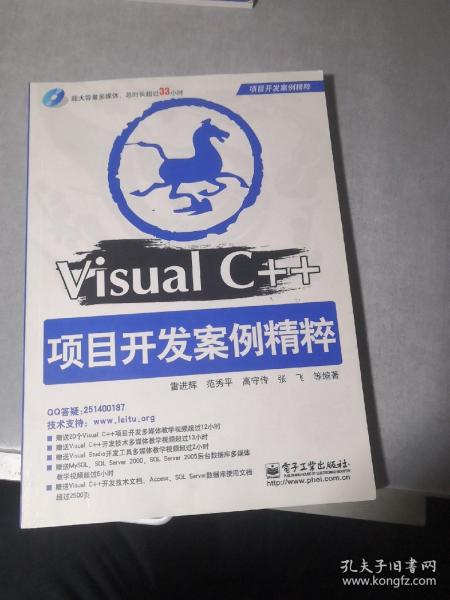 超大容量多媒体,总时长超过33小时
项目开发案例精粹
Visual C++
项目开发案例精粹
雷进辉 范秀平 高守传 张 飞 等编著
QQ答疑:251400187
技术支持:www.leitu.org
赠送20个Visual C++项目开发多媒体教学视频超过12小时
赠送Visual C++开发技术多媒体教学视频超过13小时
赠送Visual Studio开发工具多媒体教学视频超过2小时
赠送MySQL、SQL Server 2000、SQL Server 2005后台数据库多媒体
教学视频超过6小时
赠送Visual C++开发技术文档、Access、SQL Server数据库使用文档
超过2500页
电子工业出版社
http://www.phei.com.cn
孔夫子旧书网
www.kongfz.com